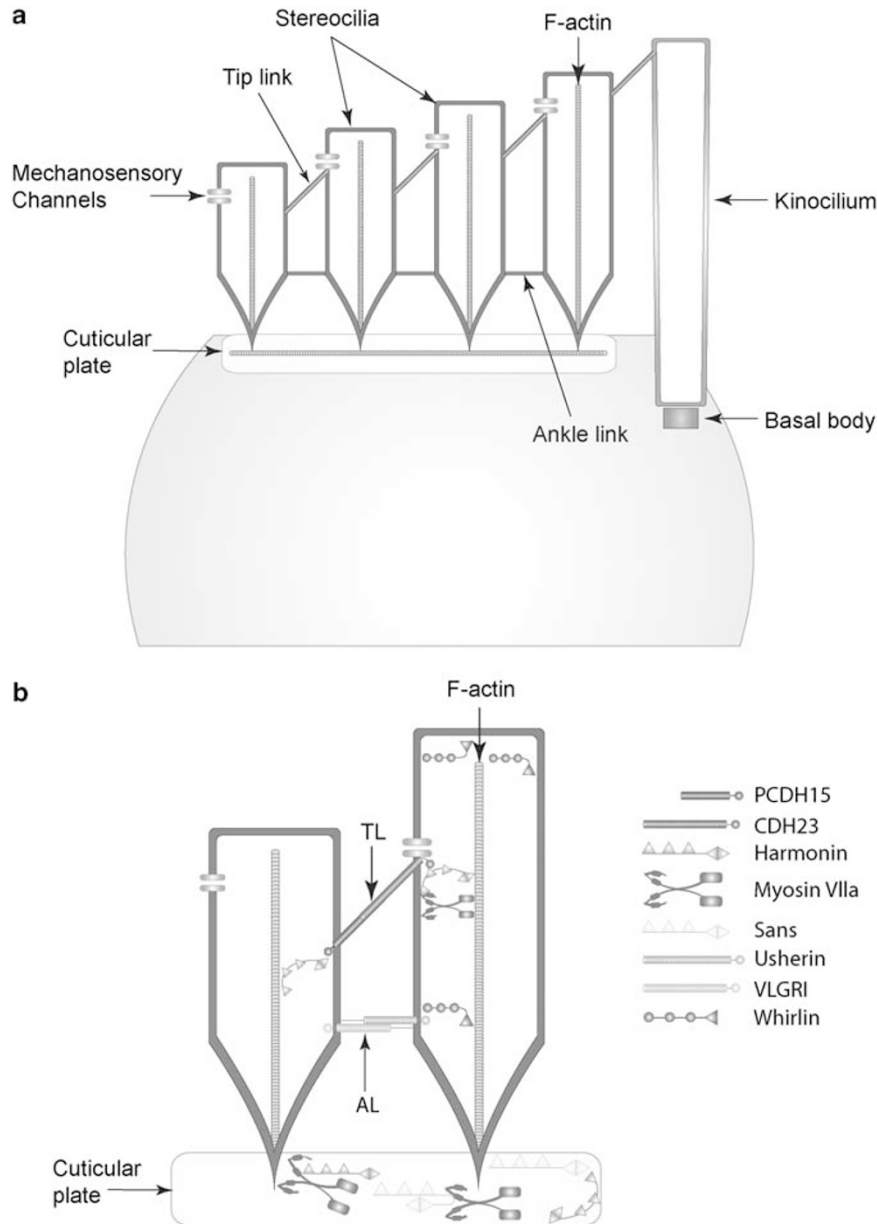 a
Stereocilia
F-actin
Tip link
Mechanosensory
Channels
Kinocilium
Cuticular
plate
Ankle link
Basal body
b
F-actin
TL
PCDH15
CDH23
Harmonin
Myosin VIIa
Sans
Usherin
VLGRI
Whirlin
AL
Cuticular
plate